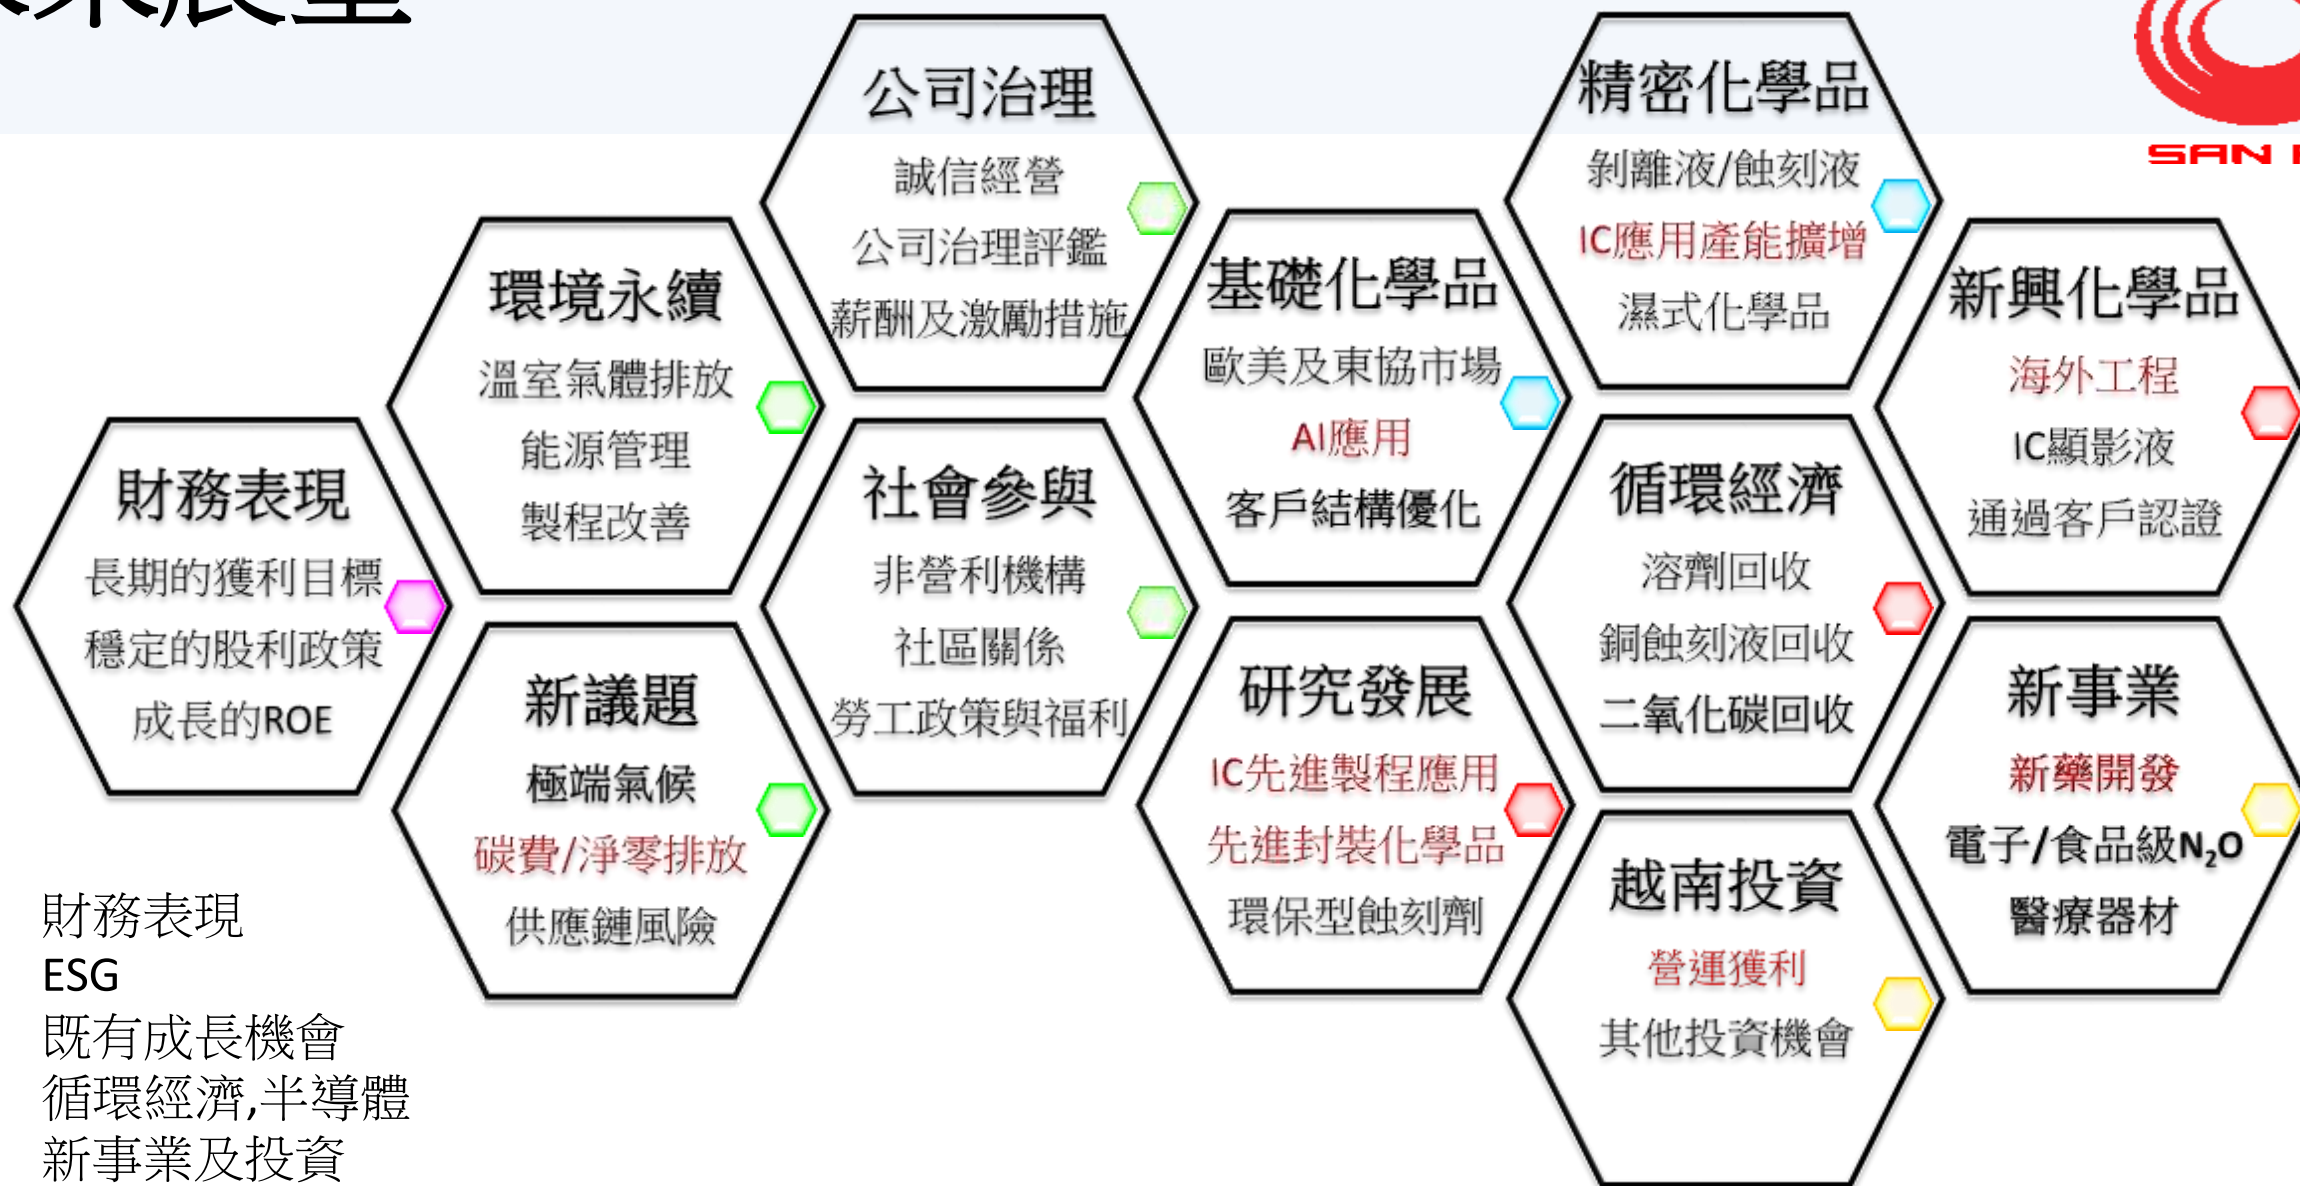 未來展望
SAN
公司治理
誠信經營
公司治理評鑑
薪酬及激勵措施
精密化學品
剝離液/蝕刻液
IC應用產能擴增
濕式化學品
環境永續
溫室氣體排放
能源管理
製程改善
基礎化學品
歐美及東協市場
AI應用
客戶結構優化
新興化學品
海外工程
IC顯影液
通過客戶認證
財務表現
長期的獲利目標
穩定的股利政策
成長的ROE
社會參與
非營利機構
社區關係
勞工政策與福利
循環經濟
溶劑回收
銅蝕刻液回收
二氧化碳回收
新議題
極端氣候
碳費/淨零排放
供應鏈風險
研究發展
IC先進製程應用
先進封裝化學品
環保型蝕刻劑
新事業
新藥開發
電子/食品級N₂O
醫療器材
越南投資
營運獲利
其他投資機會
財務表現
ESG
既有成長機會
循環經濟,半導體
新事業及投資